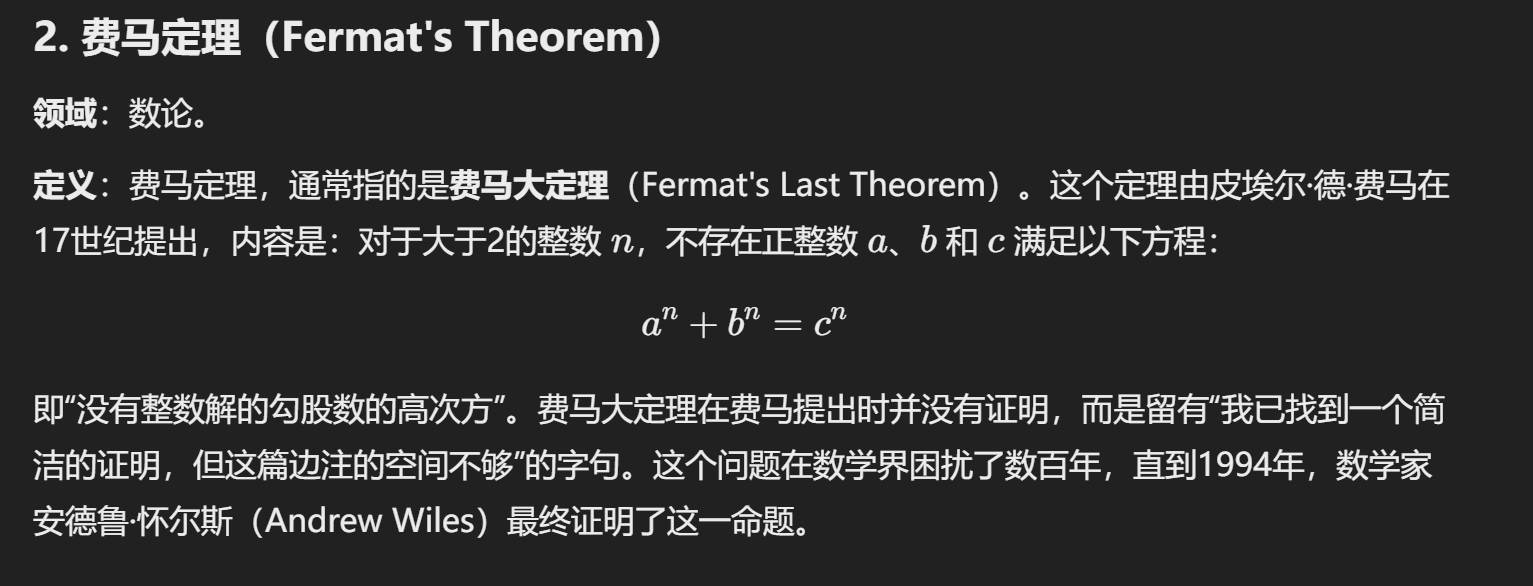 2. 费马定理（Fermat's Theorem）
领域：数论。
定义：费马定理，通常指的是费马大定理（Fermat's Last Theorem）。这个定理由皮埃尔·德·费马在
17世纪提出，内容是：对于大于2的整数 n，不存在正整数 a、b 和 c 满足以下方程：
aⁿ + bⁿ = cⁿ
即“没有整数解的勾股数的高次方”。费马大定理在费马提出时并没有证明，而是留有“我已找到一个简
洁的证明，但这篇边注的空间不够”的字句。这个问题在数学界困扰了数百年，直到1994年，数学家
安德鲁·怀尔斯（Andrew Wiles）最终证明了这一命题。